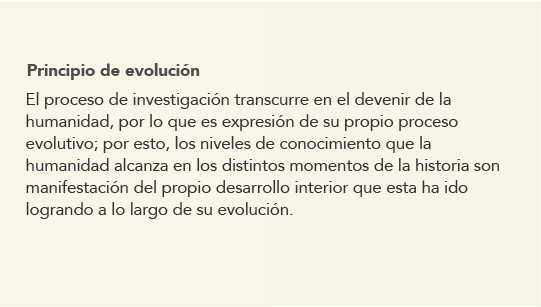 Principio de evolución
El proceso de investigación transcurre en el devenir de la
humanidad, por lo que es expresión de su propio proceso
evolutivo; por esto, los niveles de conocimiento que la
humanidad alcanza en los distintos momentos de la historia son
manifestación del propio desarrollo interior que esta ha ido
logrando a lo largo de su evolución.